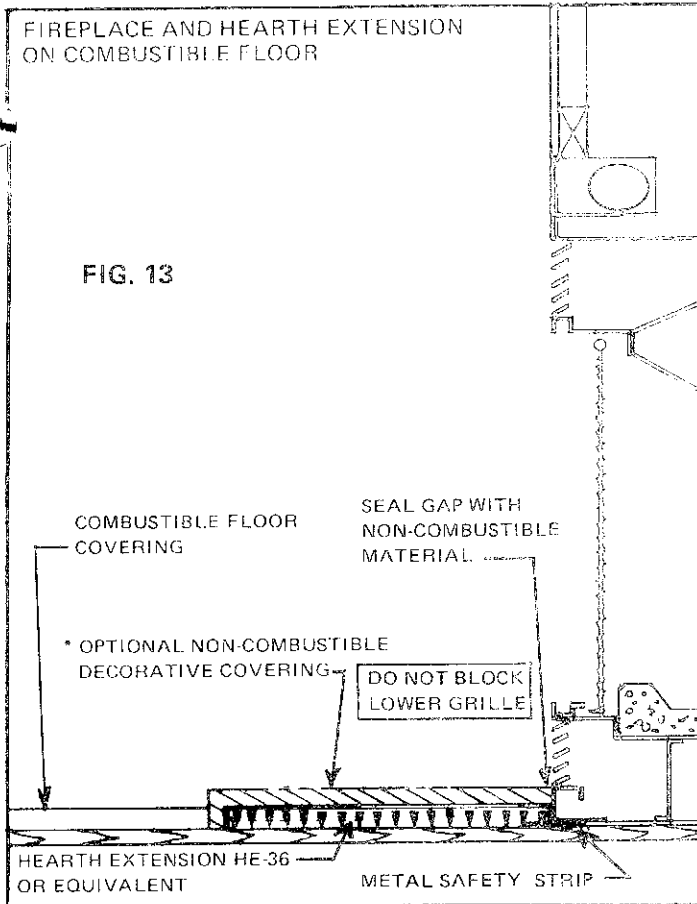 FIREPLACE AND HEARTH EXTENSION
ON COMBUSTIBLE FLOOR
FIG. 13
COMBUSTIBLE FLOOR
COVERING
SEAL GAP WITH
NON-COMBUSTIBLE
MATERIAL
* OPTIONAL NON-COMBUSTIBLE
DECORATIVE COVERING
DO NOT BLOCK
LOWER GRILLE
HEARTH EXTENSION HE-36
OR EQUIVALENT
METAL SAFETY STRIP